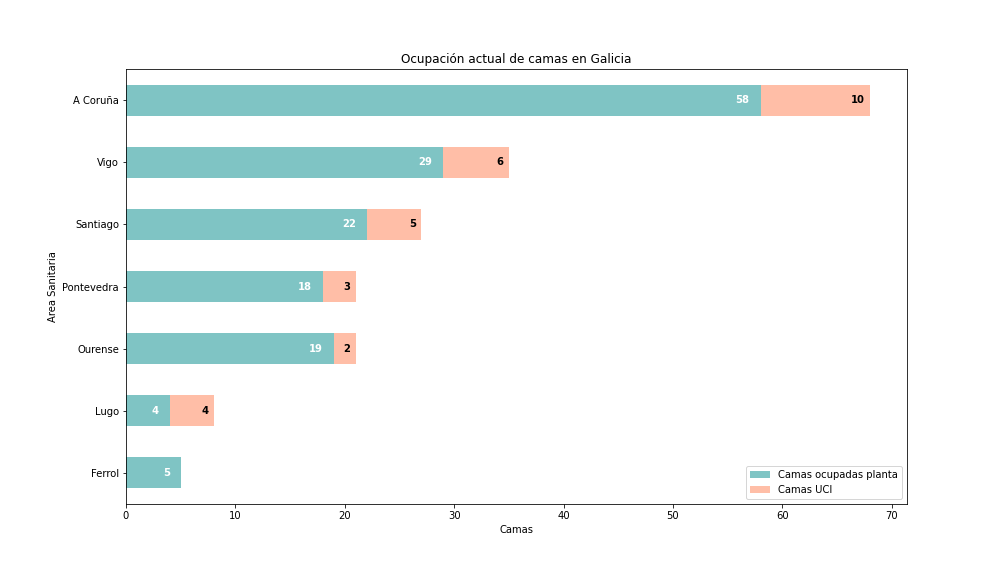 Ocupación actual de camas en Galicia
A Coruña 58 10
Vigo 29 6
Santiago 22 5
Area Sanitaria
Pontevedra 18 3
Ourense 19 2
Lugo 4 4
Ferrol 5
Camas ocupadas planta
Camas UCI
0 10 20 30 40 50 60 70
Camas